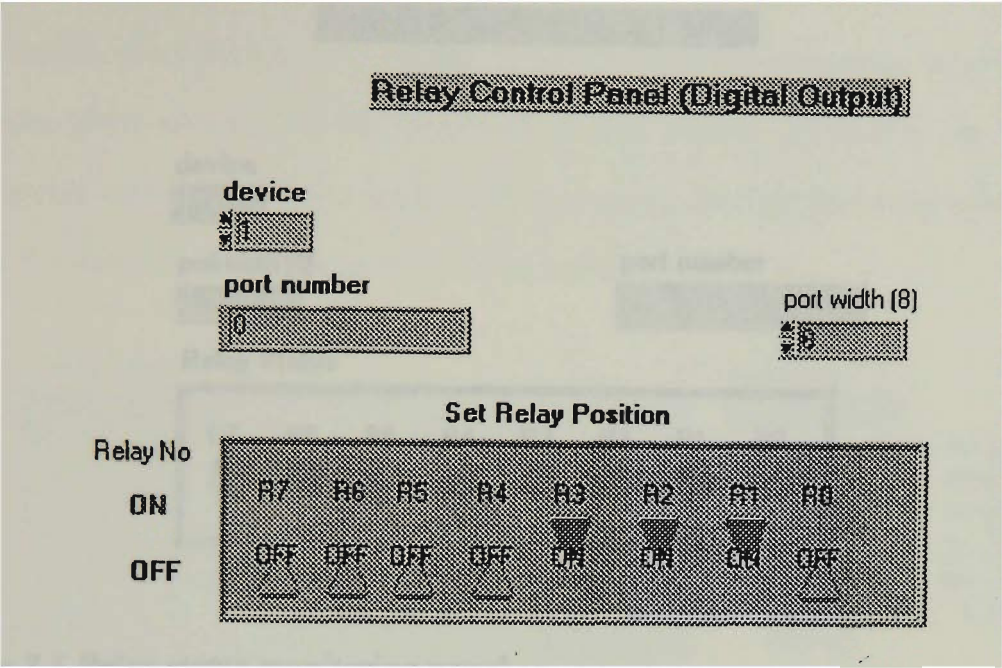 Relay Control Panel (Digital Output)
device
1
port number
0
port width (8)
8
Set Relay Position
Relay No
R7 R6 R5 R4 R3 R2 R1 R0
ON
OFF OFF OFF OFF ON ON ON OFF
OFF